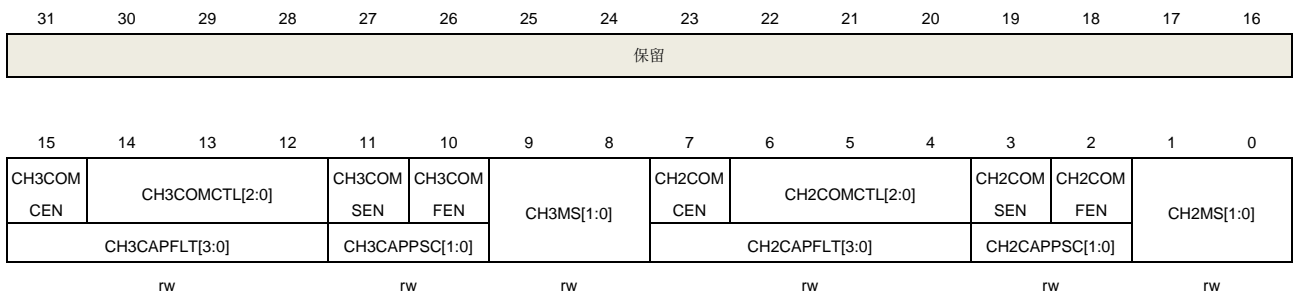 31 30 29 28 27 26 25 24 23 22 21 20 19 18 17 16
保留
15 14 13 12 11 10 9 8 7 6 5 4 3 2 1 0
CH3COM CEN CH3COMCTL[2:0] CH3COM SEN CH3COM FEN CH3MS[1:0] CH2COM CEN CH2COMCTL[2:0] CH2COM SEN CH2COM FEN CH2MS[1:0]
CH3CAPFLT[3:0] CH3CAPPSC[1:0] CH2CAPFLT[3:0] CH2CAPPSC[1:0]
rw rw rw rw rw rw